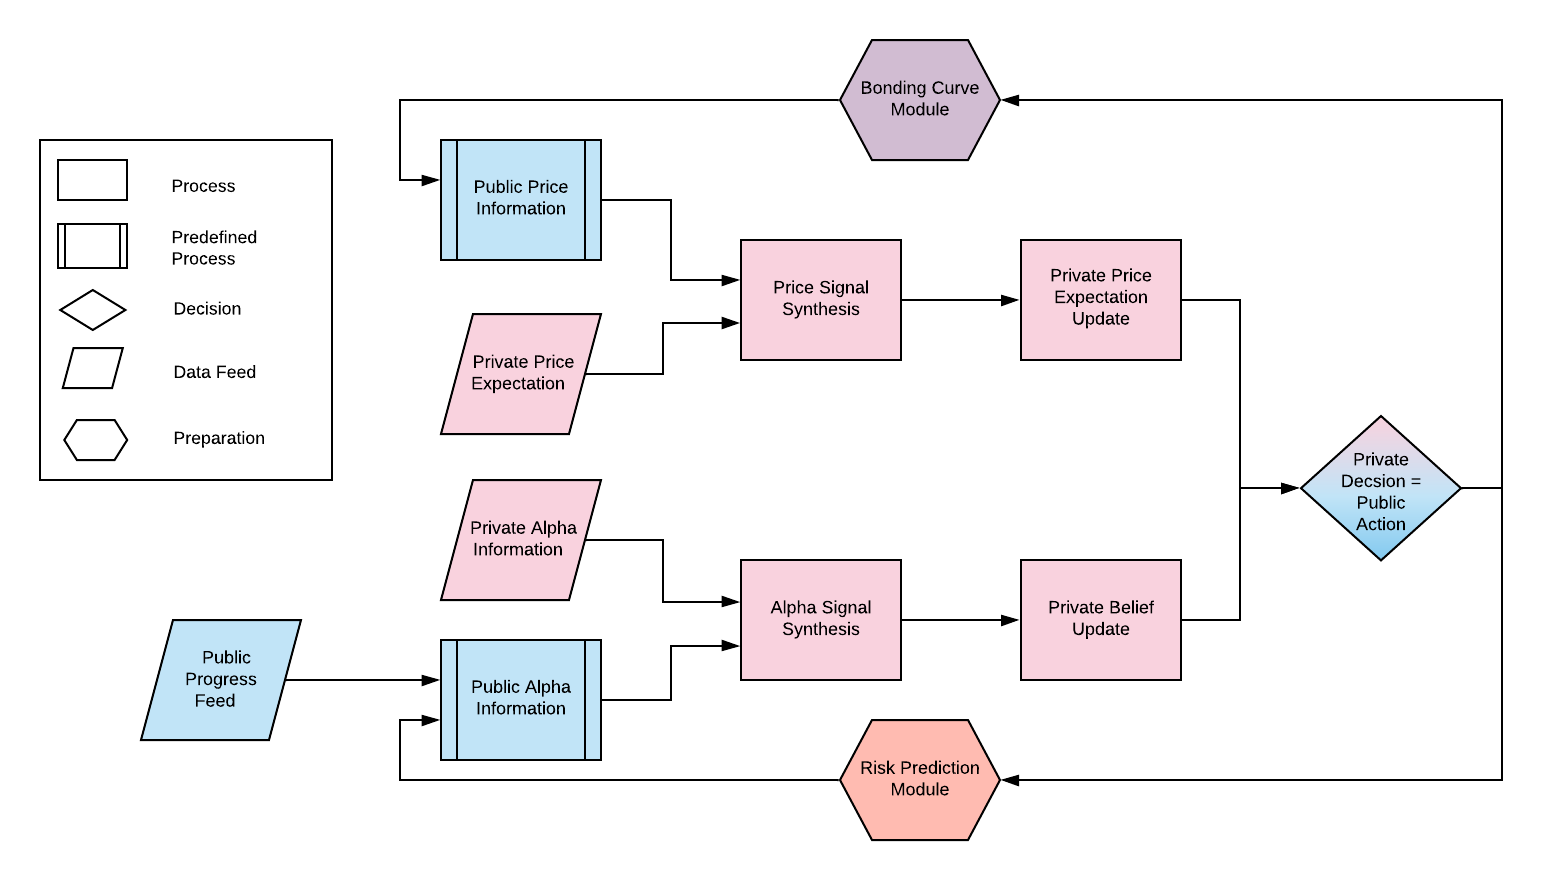 Bonding Curve
Module
Process
Predefined
Process
Decision
Data Feed
Preparation
Public Price
Information
Private Price
Expectation
Price Signal
Synthesis
Private Price
Expectation
Update
Private
Decsion =
Public
Action
Private Alpha
Information
Alpha Signal
Synthesis
Private Belief
Update
Public
Progress
Feed
Public Alpha
Information
Risk Prediction
Module